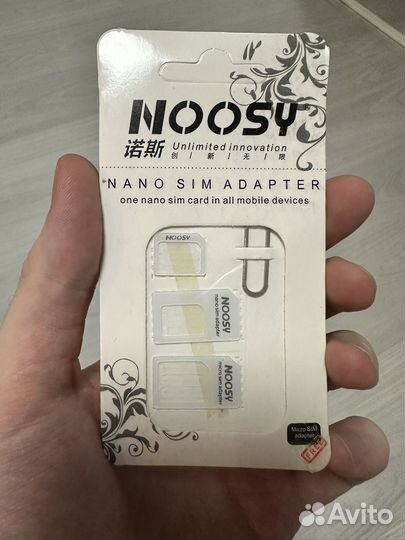 NOOSY
诺斯
Unlimited innovation
创/新/无/限
NANO SIM ADAPTER
one nano sim card in all mobile devices
NOOSY
NOOSY
nano sim adapter
NOOSY
micro sim adapter
Micro SIM
adapter
Avito